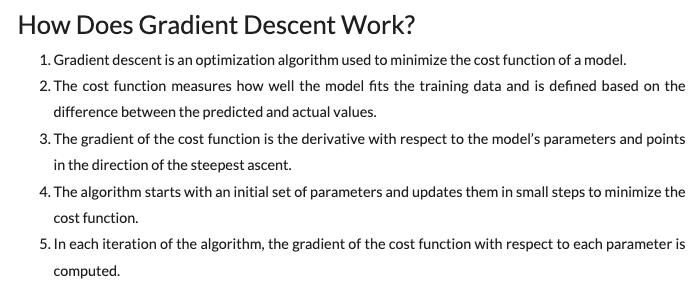 How Does Gradient Descent Work?
1. Gradient descent is an optimization algorithm used to minimize the cost function of a model.
2. The cost function measures how well the model fits the training data and is defined based on the
difference between the predicted and actual values.
3. The gradient of the cost function is the derivative with respect to the model’s parameters and points
in the direction of the steepest ascent.
4. The algorithm starts with an initial set of parameters and updates them in small steps to minimize the
cost function.
5. In each iteration of the algorithm, the gradient of the cost function with respect to each parameter is
computed.